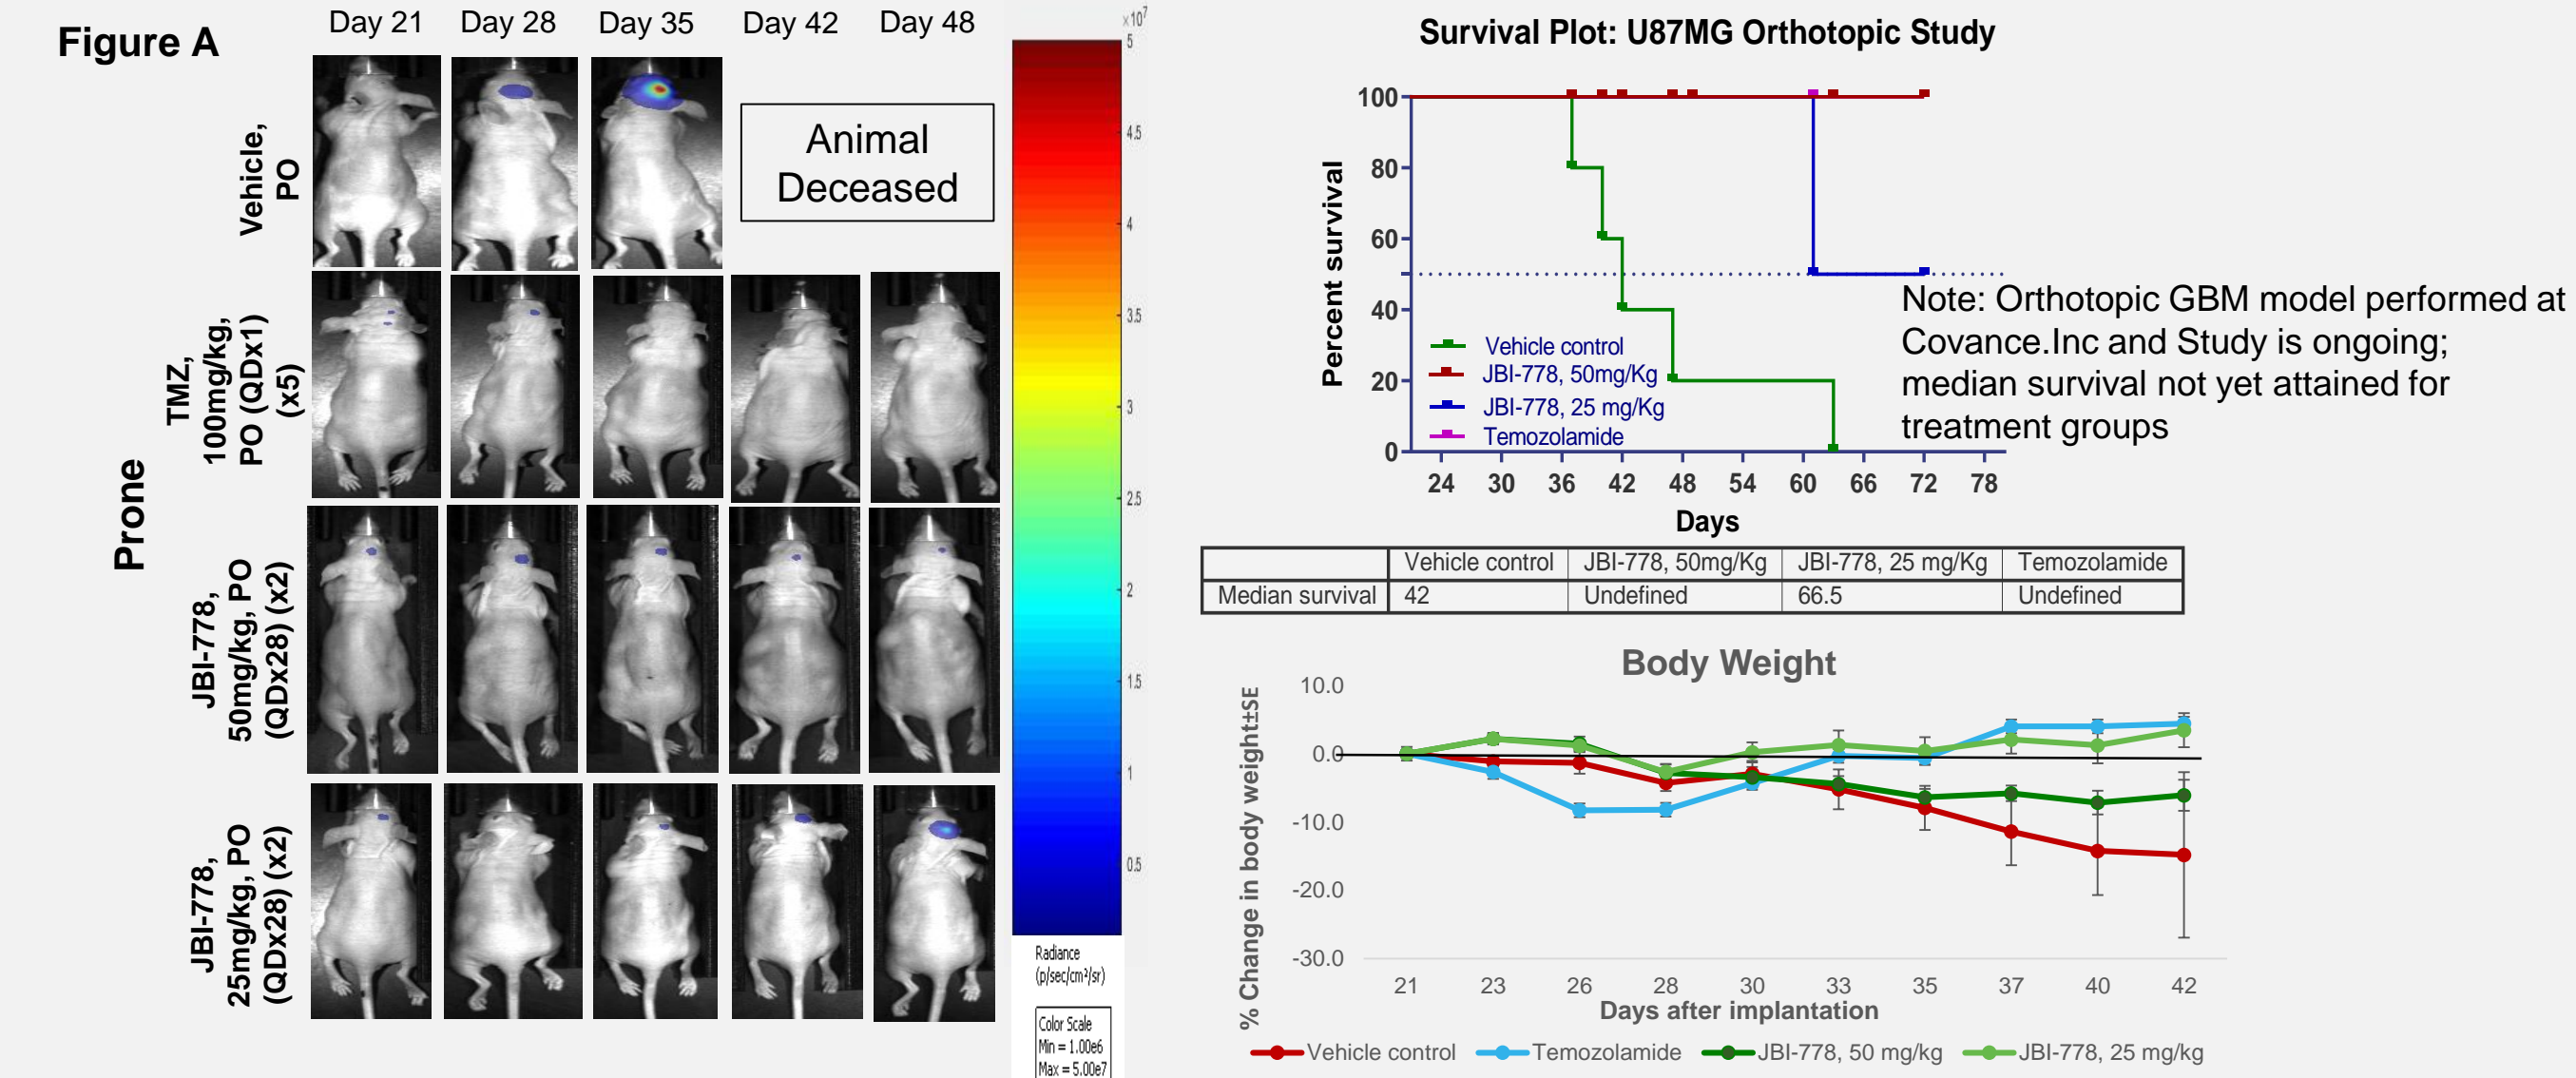 Figure A
Day 21
Day 28
Day 35
Day 42
Day 48
Prone
Vehicle,
PO
Animal
Deceased
TMZ,
100mg/kg,
PO (QDx1)
(x5)
JBI-778,
50mg/kg, PO
(QDx28) (x2)
JBI-778,
25mg/kg, PO
(QDx28) (x2)
×10⁷
5
4.5
4
3.5
3
2.5
2
1.5
1
0.5
Radiance
(p/sec/cm²/sr)
Color Scale
Min = 1.00e6
Max = 5.00e7
Survival Plot: U87MG Orthotopic Study
Percent survival
100
80
60
40
20
0
Vehicle control
JBI-778, 50mg/Kg
JBI-778, 25 mg/Kg
Temozolamide
24 30 36 42 48 54 60 66 72 78
Days
Note: Orthotopic GBM model performed at
Covance.Inc and Study is ongoing;
median survival not yet attained for
treatment groups
Vehicle control JBI-778, 50mg/Kg JBI-778, 25 mg/Kg Temozolamide
Median survival 42 Undefined 66.5 Undefined
Body Weight
% Change in body weight±SE
10.0
0.0
-10.0
-20.0
-30.0
21 23 26 28 30 33 35 37 40 42
Days after implantation
Vehicle control Temozolamide JBI-778, 50 mg/kg JBI-778, 25 mg/kg